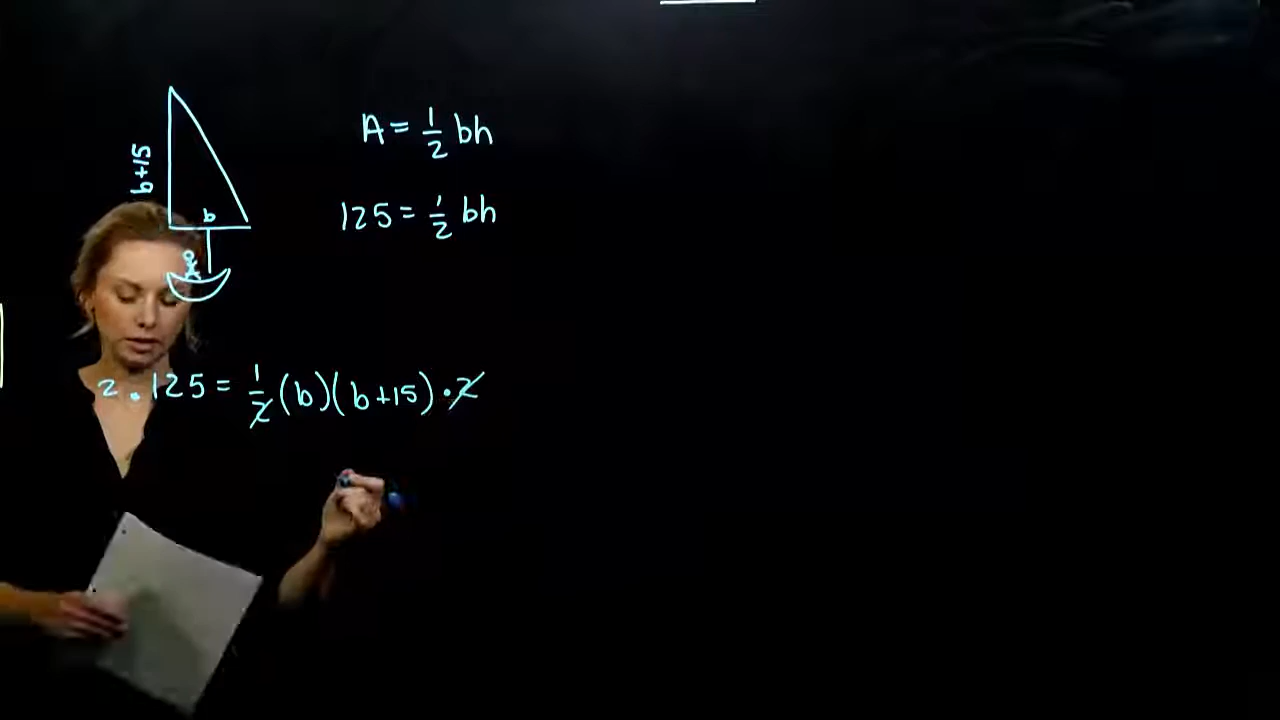 b+15
b
A = 1/2 bh
125 = 1/2 bh
2 • 125 = 1/2 (b)(b+15) • 2